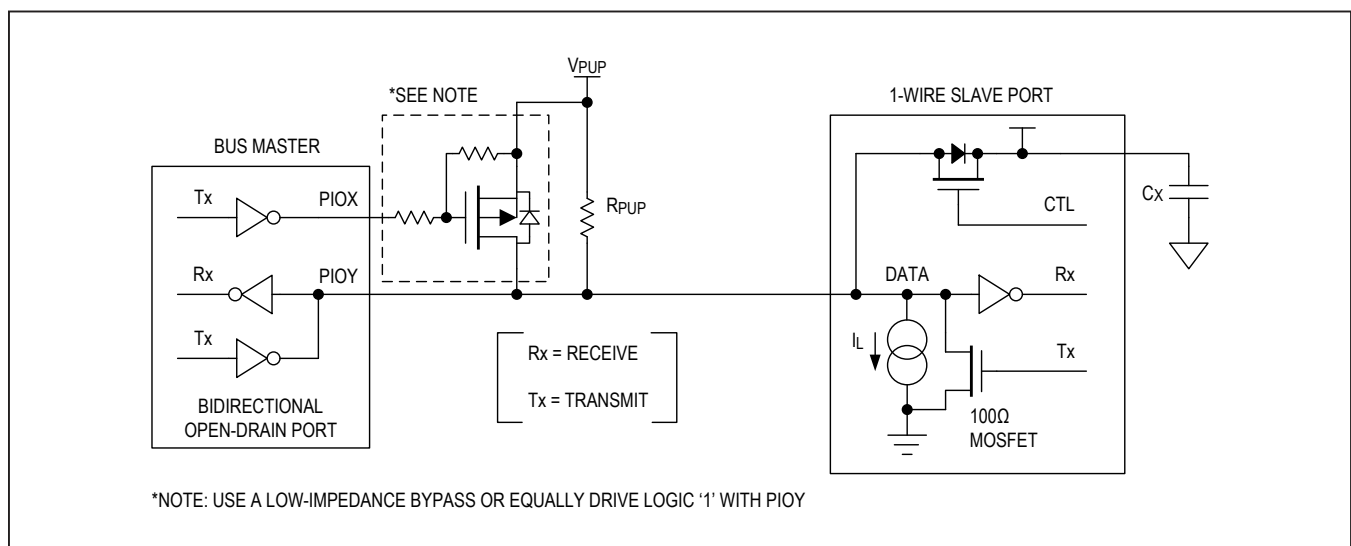 VPUP
*SEE NOTE
1-WIRE SLAVE PORT
BUS MASTER
Tx
PIOX
RPUP
CX
CTL
Rx
PIOY
DATA
Rx
Tx
IL
Tx
Rx = RECEIVE
Tx = TRANSMIT
BIDIRECTIONAL
OPEN-DRAIN PORT
100Ω
MOSFET
*NOTE: USE A LOW-IMPEDANCE BYPASS OR EQUALLY DRIVE LOGIC ‘1’ WITH PIOY